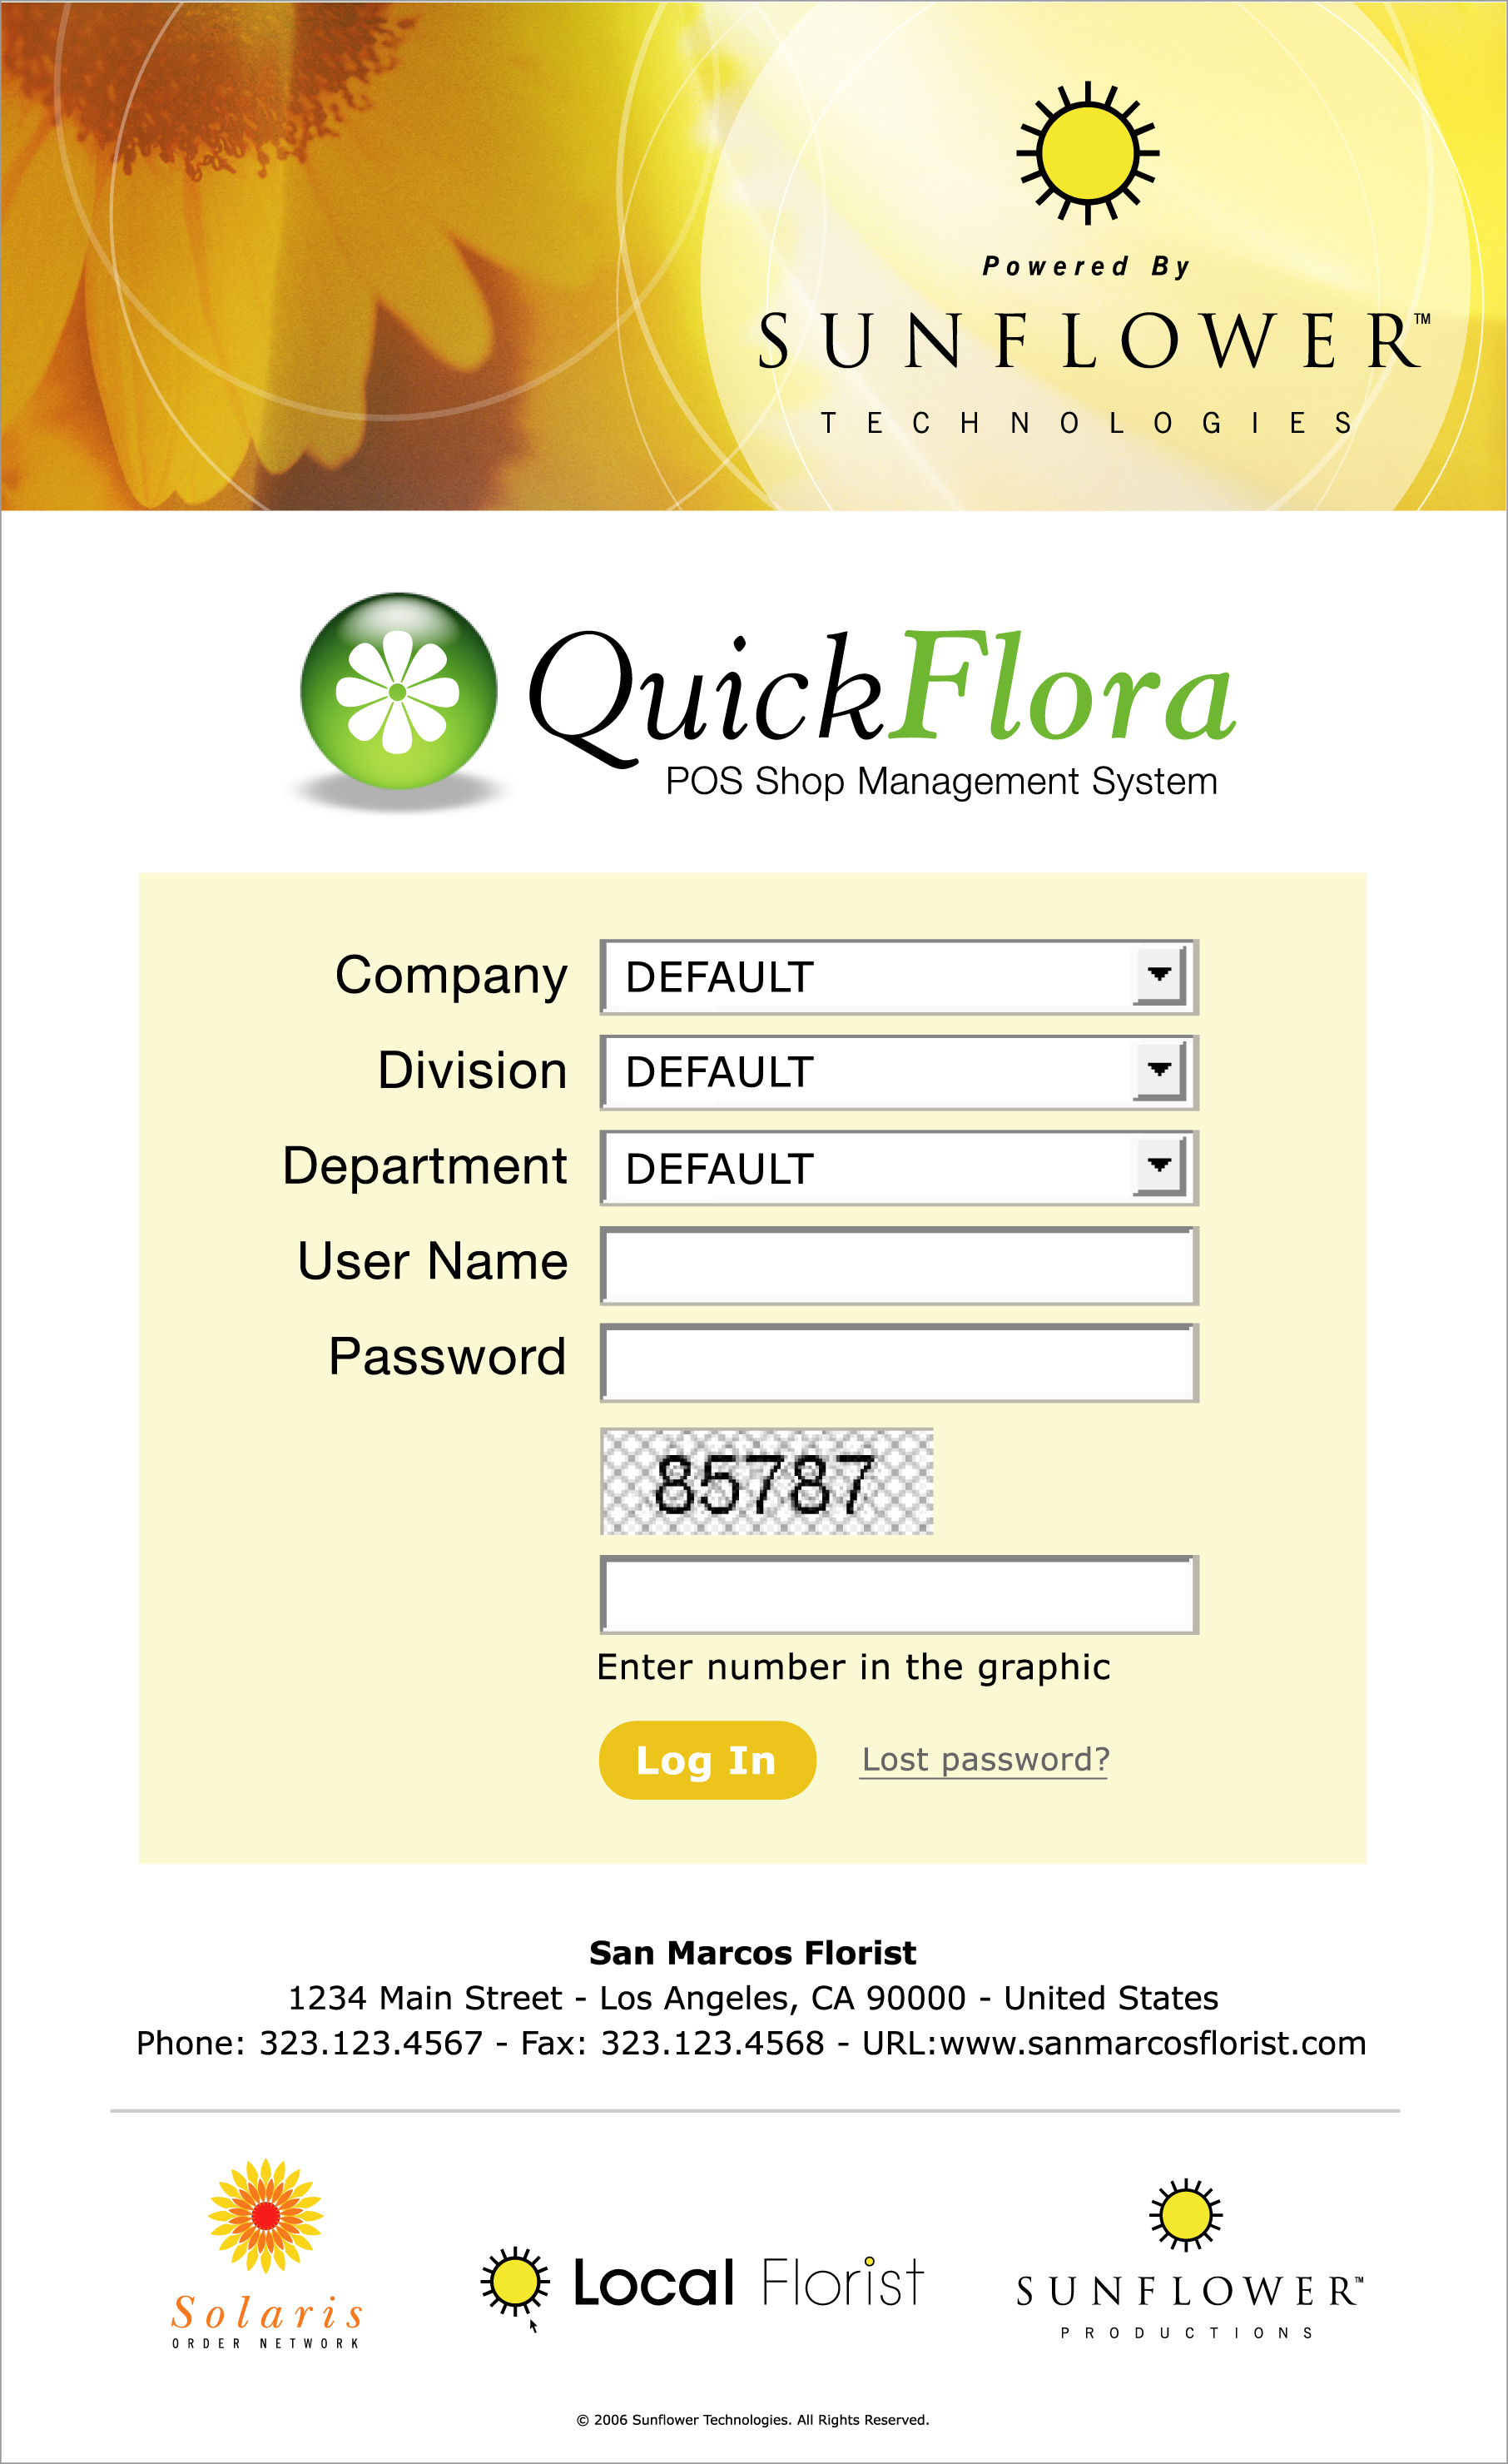 Powered By
SUNFLOWER™
TECHNOLOGIES
QuickFlora
POS Shop Management System
Company DEFAULT
Division DEFAULT
Department DEFAULT
User Name
Password
85787
Enter number in the graphic
Log In Lost password?
San Marcos Florist
1234 Main Street - Los Angeles, CA 90000 - United States
Phone: 323.123.4567 - Fax: 323.123.4568 - URL:www.sanmarcosflorist.com
Solaris
ORDER NETWORK
Local Florist
SUNFLOWER™
PRODUCTIONS
© 2006 Sunflower Technologies. All Rights Reserved.